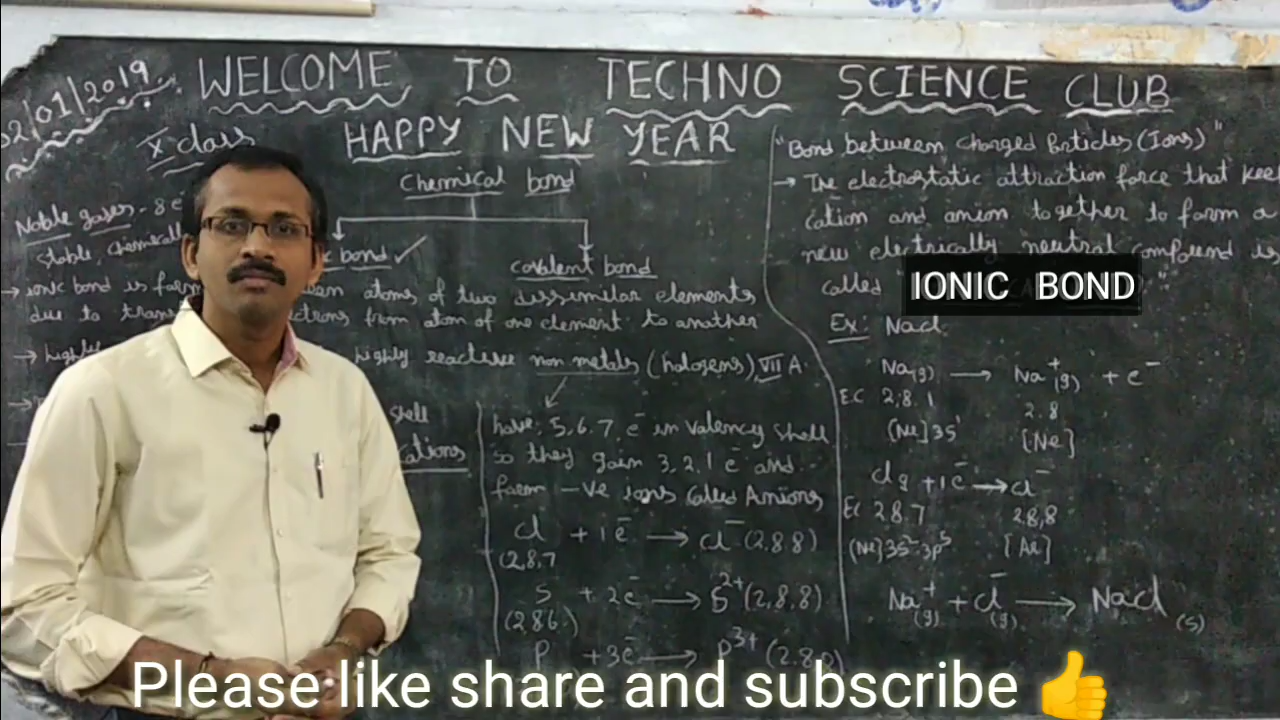 02/01/2019.
WELCOME TO TECHNO SCIENCE CLUB
X class
HAPPY NEW YEAR
Chemical bond
Noble gases - 8 e
stable, chemicall
bond ✓
covalent bond
→ ionic bond is form
atoms of two dissimilar elements
due to trans
ctrons from atom of one element to another
→ highly
highly reactive non metals (halogens) VII A
shell
cations
have 5,6,7, e⁻ in valency shell
so they gain 3,2,1 e⁻ and
form -ve ions called Anions
Cl + 1e⁻ → Cl⁻ (2,8,8)
(2,8,7
S + 2e⁻ → S²⁺ (2,8,8)
(2,8,6)
P + 3e⁻ → P³⁺ (2,8,8)
"Bond between Charged Particles (Ions)"
→ The electrostatic attraction force that kee
cation and anion together to form a
new electrically neutral compound is
called "
IONIC BOND
Ex: Nacl
Na(g) → Na⁺(g) + e⁻
E.C 2,8,1
2.8
[Ne]3s¹
[Ne]
Clg + 1e⁻ → Cl⁻
EC 2 8 7
2 8,8
[Ne]3s² 3p⁵
[Ar]
Na⁺(g) + Cl⁻(g) → Nacl(s)
Please like share and subscribe 👍